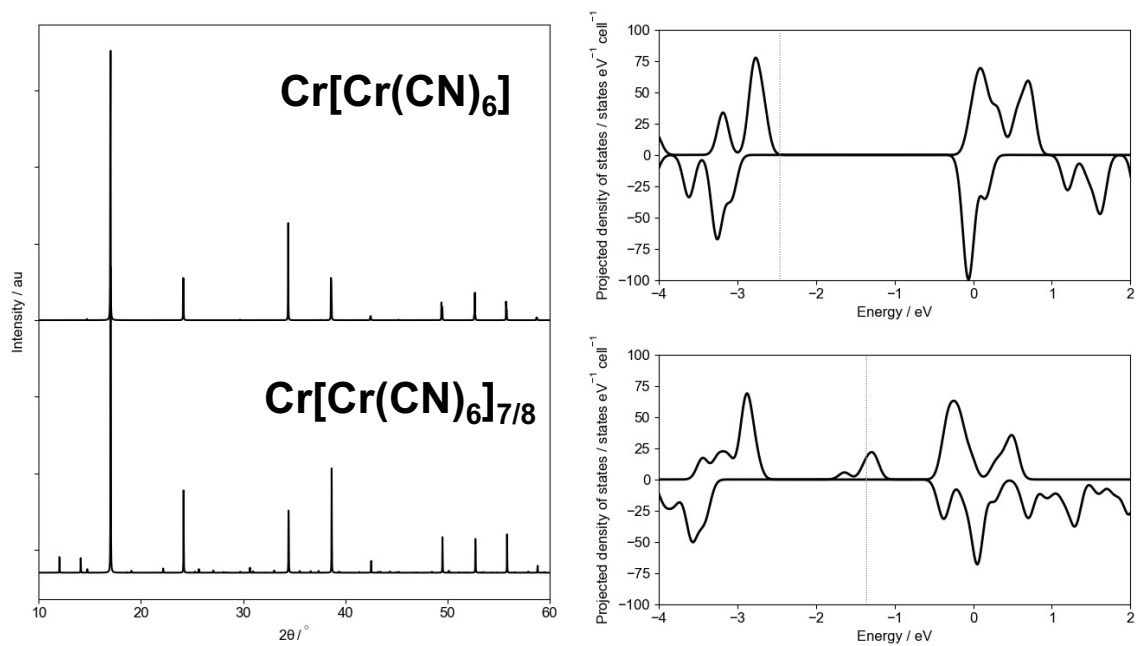 Cr[Cr(CN)₆]
Cr[Cr(CN)₆]₇/₈
Intensity / au
10 20 30 40 50 60
2θ / °
Projected density of states / states eV⁻¹ cell⁻¹
100
75
50
25
0
−25
−50
−75
−100
−4 −3 −2 −1 0 1 2
Energy / eV
Projected density of states / states eV⁻¹ cell⁻¹
100
75
50
25
0
−25
−50
−75
−100
−4 −3 −2 −1 0 1 2
Energy / eV